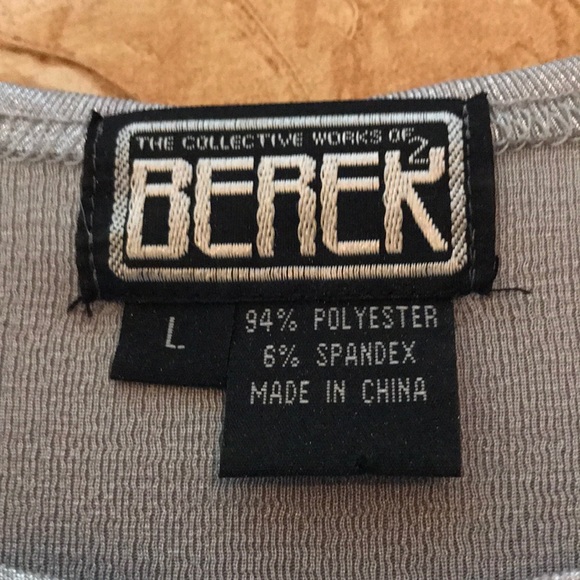 THE COLLECTIVE WORKS OF
BEREK 2
L
94% POLYESTER
6% SPANDEX
MADE IN CHINA